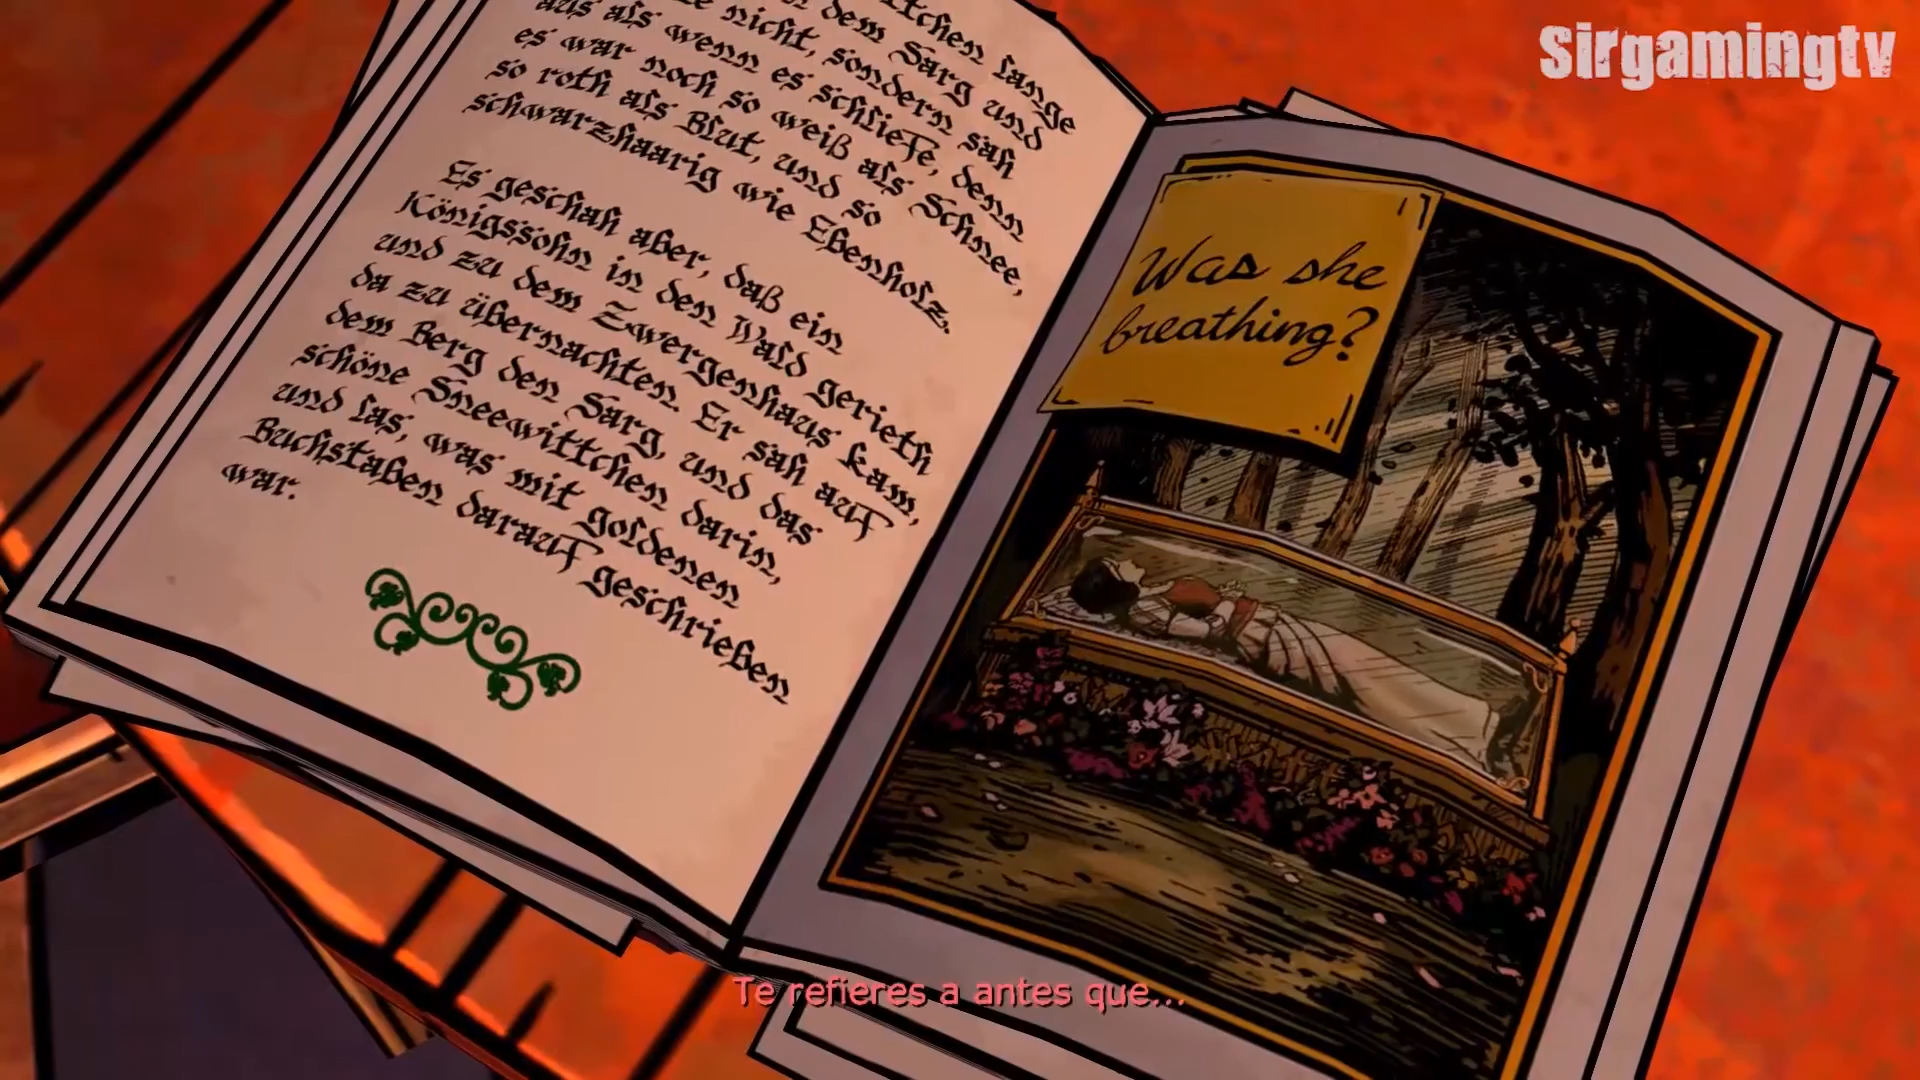 Sirgamingtv
lange
nicht, sondern sah
dem Sarg und
aus als wenn es schliefe, denn
es war noch so weiß als Schnee,
so roth als Blut, und so
schwarzhaarig wie Ebenholz.
Es geschah aber, daß ein
Königssohn in den Wald gerieth
und zu dem Zwergenhaus kam,
da zu übernachten. Er sah auf
dem Berg den Sarg, und das
schöne Sneewittchen darin,
und las, was mit goldenen
Buchstaben darauf geschrieben
war.
Was she
breathing?
Te refieres a antes que...